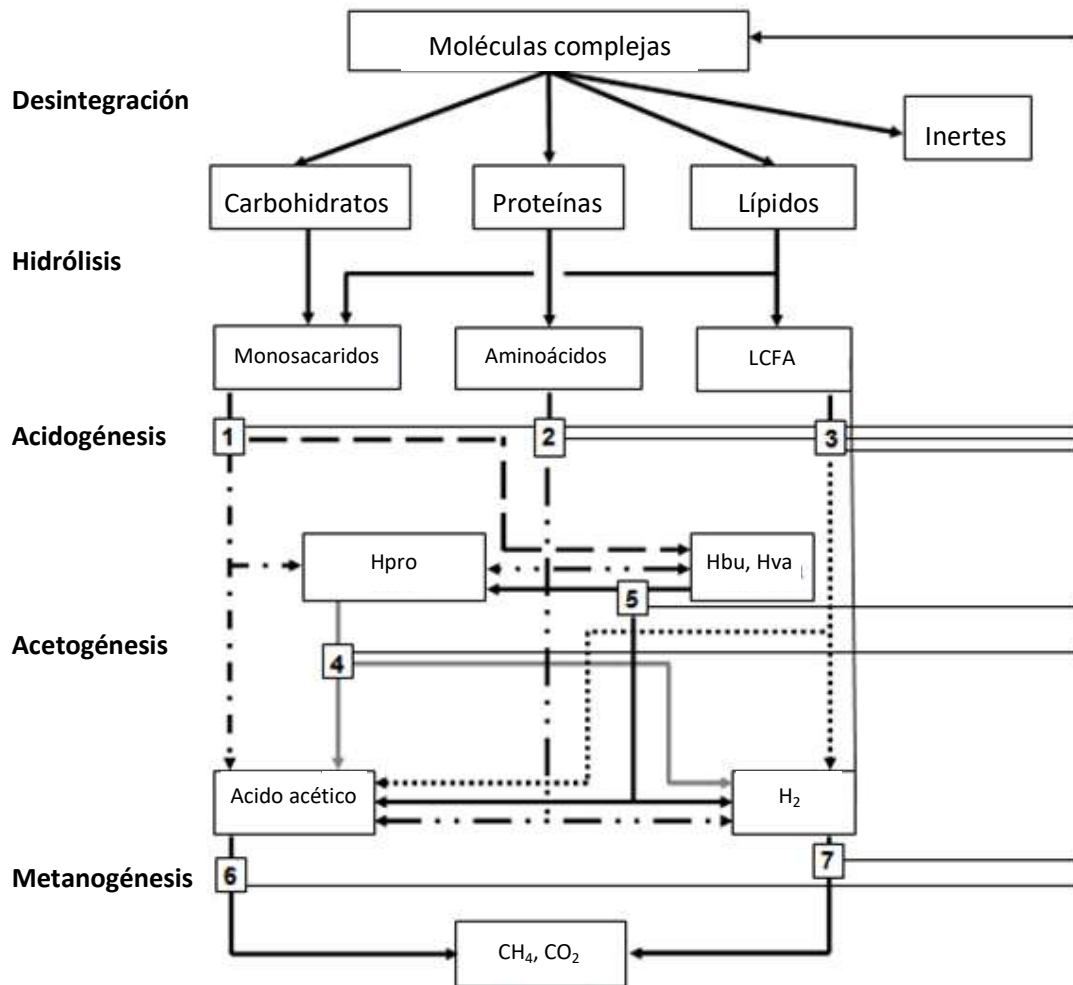 Moléculas complejas
Desintegración
Inertes
Carbohidratos
Proteínas
Lípidos
Hidrólisis
Monosacaridos
Aminoácidos
LCFA
Acidogénesis
1
2
3
Hpro
Hbu, Hva
5
Acetogénesis
4
Acido acético
H₂
Metanogénesis
6
7
CH₄, CO₂